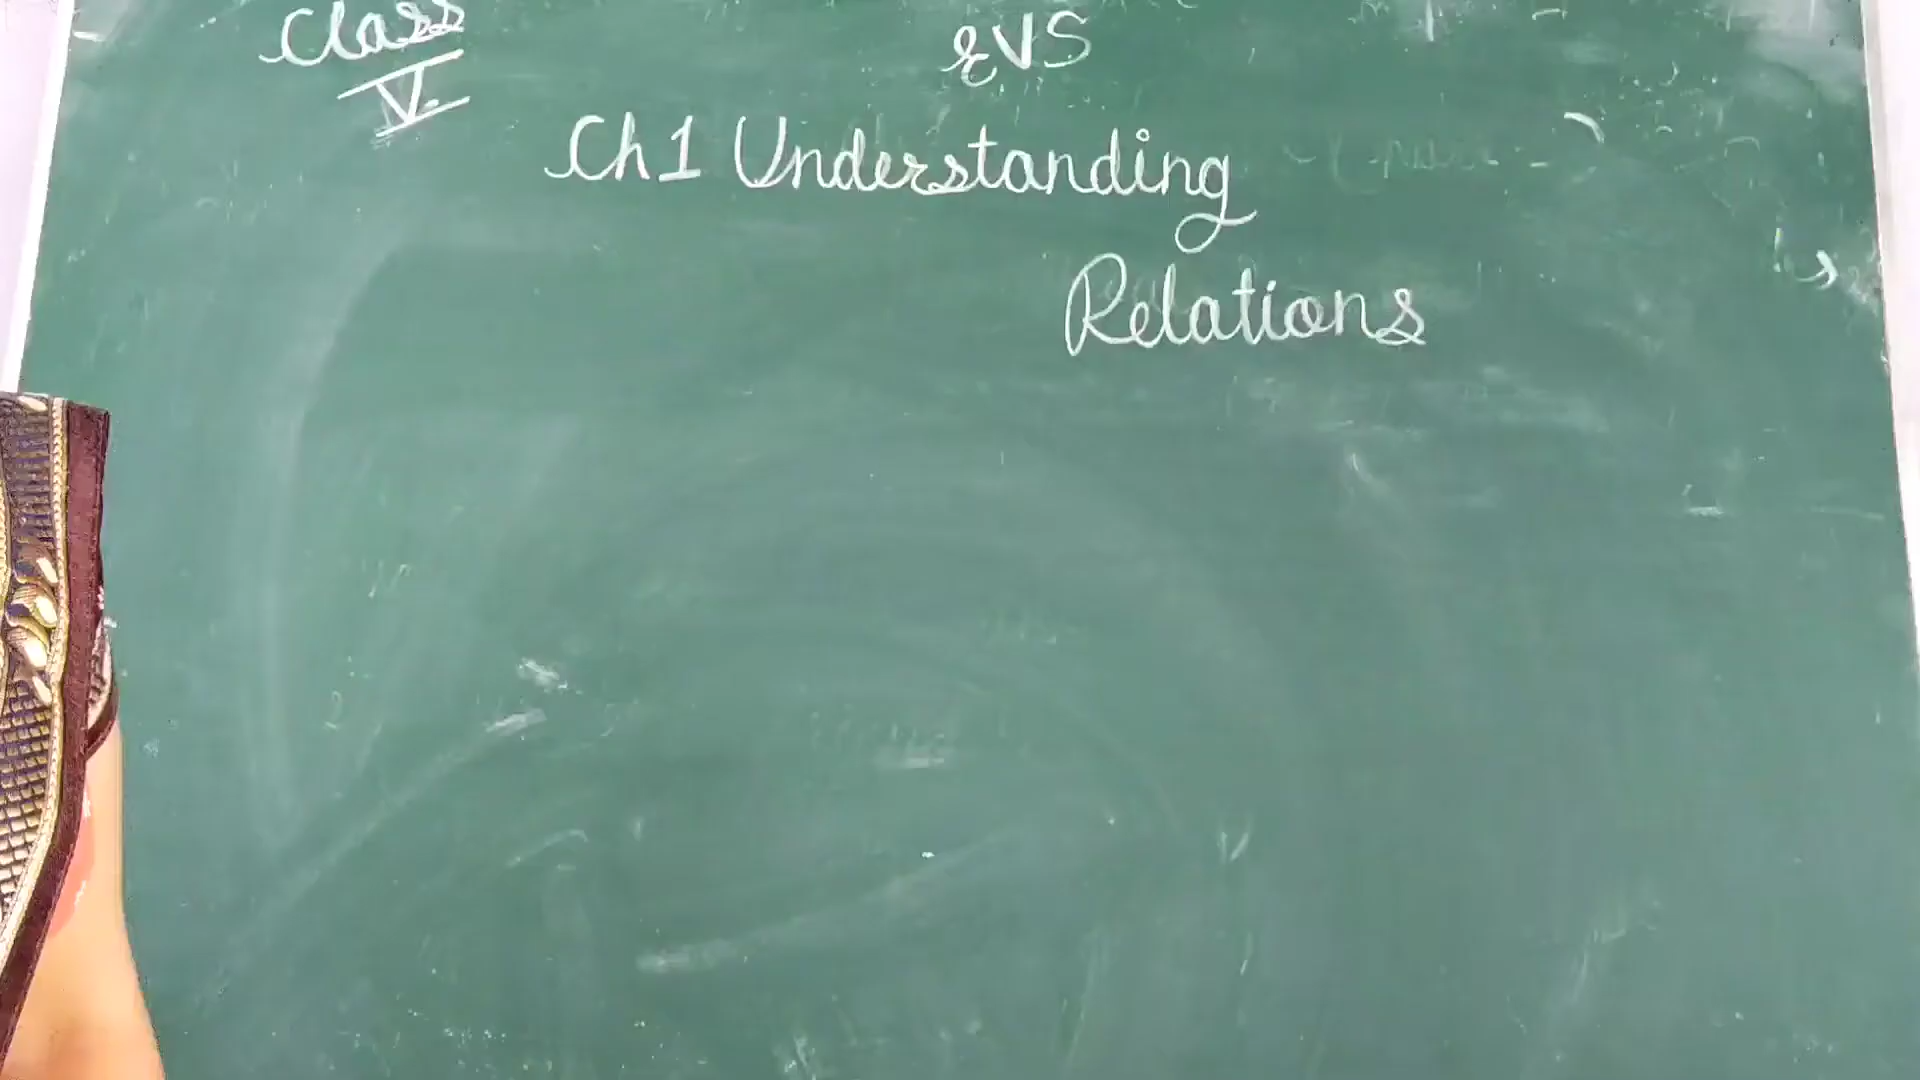 Class
V.
EVS
Ch1 Understanding
Relations